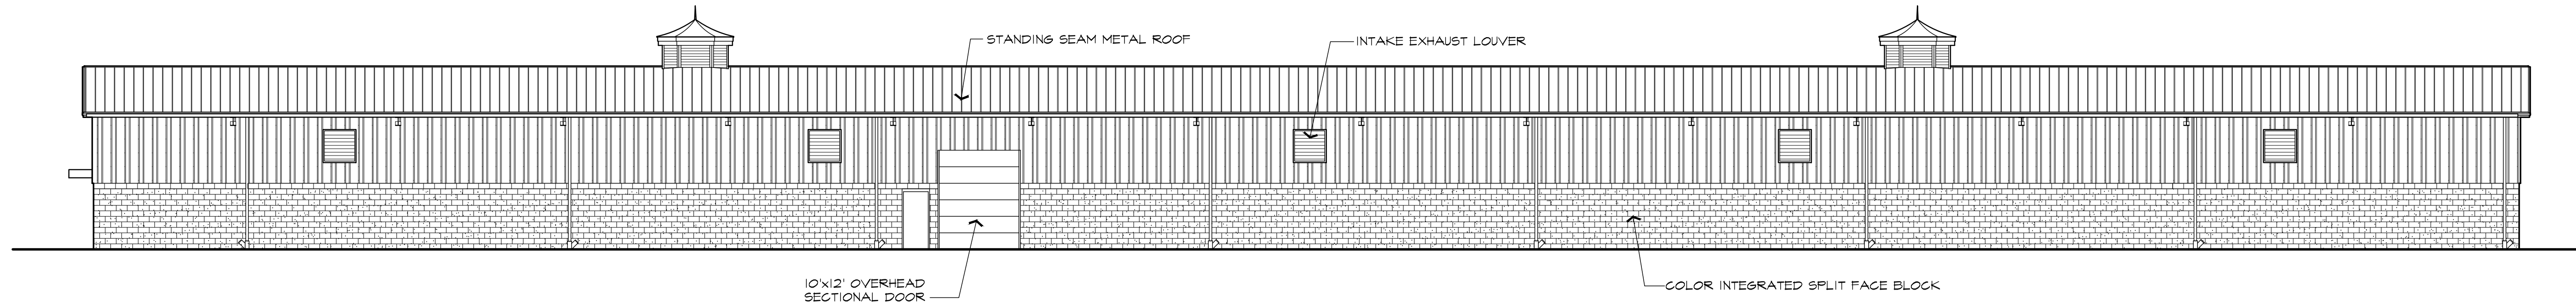 STANDING SEAM METAL ROOF
INTAKE EXHAUST LOUVER
10'x12' OVERHEAD
SECTIONAL DOOR
COLOR INTEGRATED SPLIT FACE BLOCK